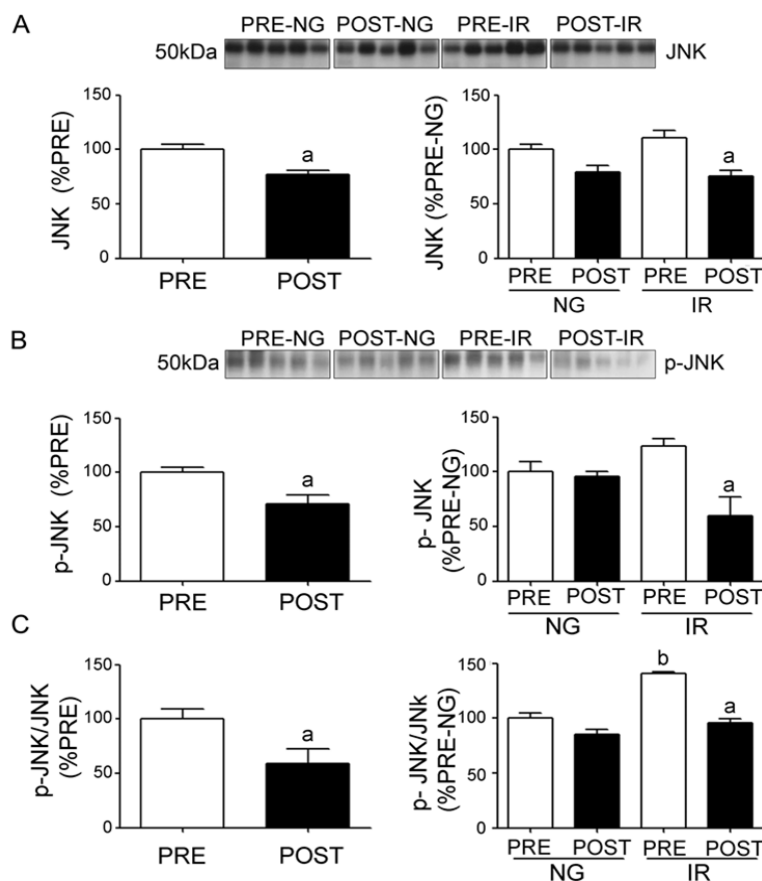 A
PRE-NG POST-NG PRE-IR POST-IR
50kDa JNK
JNK (%PRE)
150
100
50
0
PRE POST
JNK (%PRE-NG)
150
100
50
0
PRE POST PRE POST
NG IR
a
a
B
PRE-NG POST-NG PRE-IR POST-IR
50kDa p-JNK
p-JNK (%PRE)
150
100
50
0
PRE POST
p- JNK
(%PRE-NG)
150
100
50
0
PRE POST PRE POST
NG IR
a
a
C
p-JNK/JNK
(%PRE)
150
100
50
0
PRE POST
p- JNK/JNk
(%PRE-NG)
150
100
50
0
PRE POST PRE POST
NG IR
a
b
a